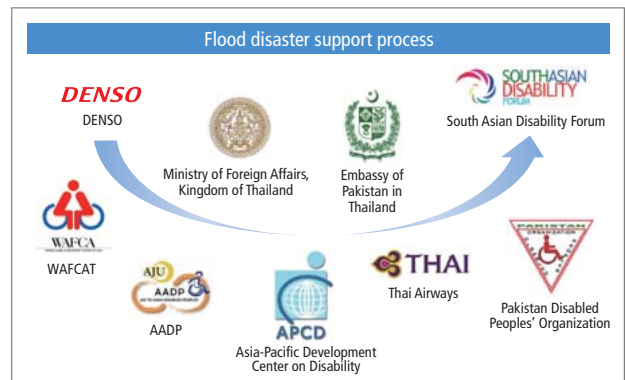 Flood disaster support process
DENSO
DENSO
Ministry of Foreign Affairs,
Kingdom of Thailand
Embassy of
Pakistan in
Thailand
SOUTH ASIAN
DISABILITY
FORUM
South Asian Disability Forum
WAFCA
WAFCAT
AJU
AADP
AADP
APCD
Asia-Pacific Development
Center on Disability
THAI
Thai Airways
PAKISTAN
ORGANIZATION
Pakistan Disabled
Peoples' Organization